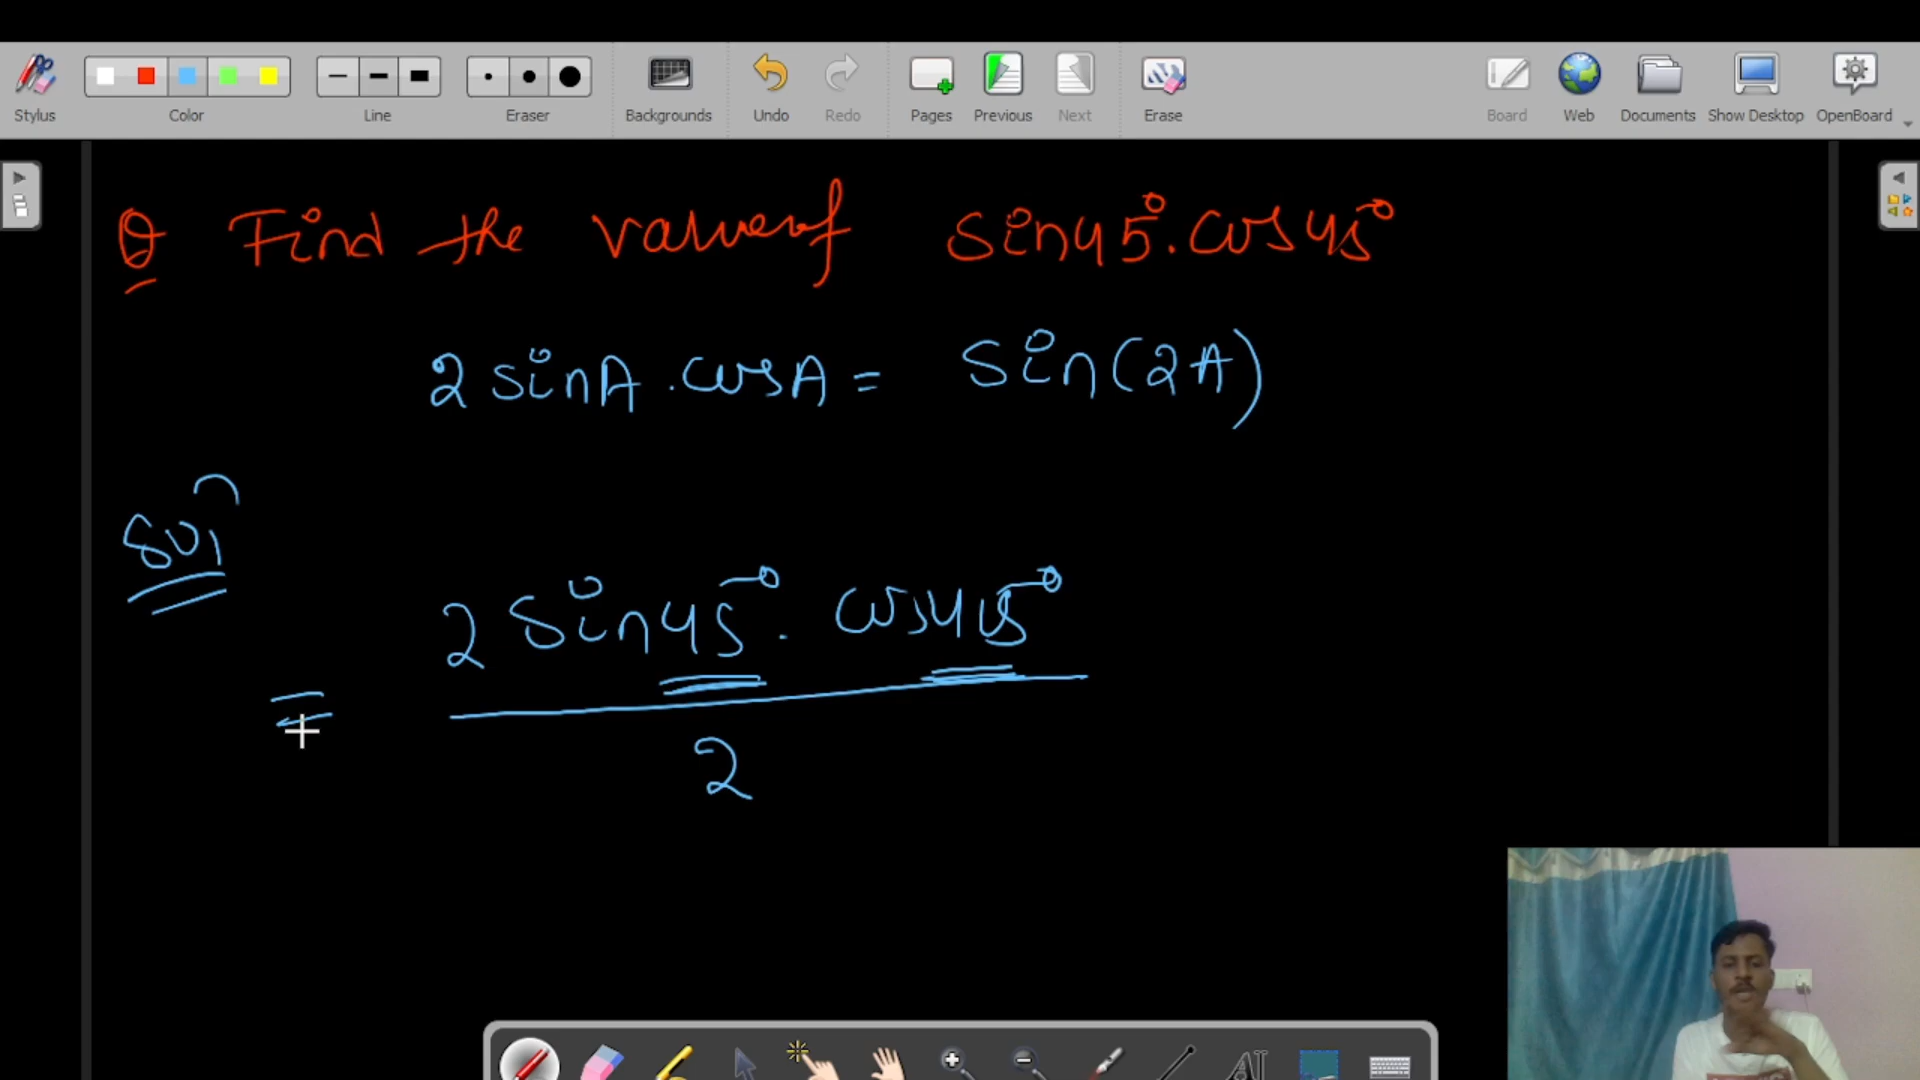 Stylus Color Line Eraser Backgrounds Undo Redo Pages Previous Next Erase Board Web Documents Show Desktop OpenBoard
Q Find the value of sin45°.cos45°
2 sinA . cosA = sin(2A)
Solⁿ
= 2 sin45° . cos45°
2